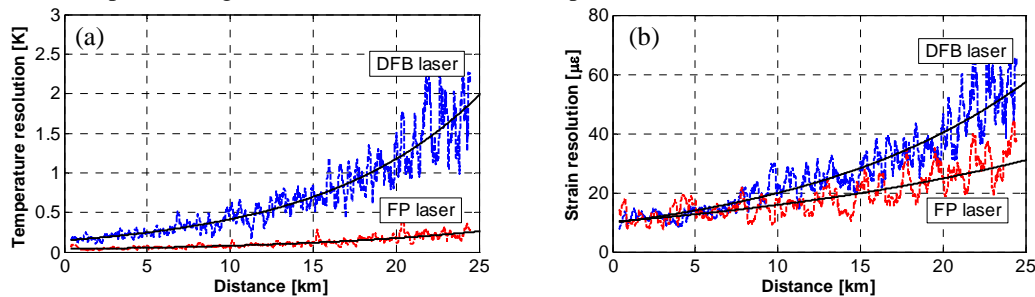 (a)
DFB laser
FP laser
Temperature resolution [K]
3
2.5
2
1.5
1
0.5
0
0
5
10
15
20
25
Distance [km]
(b)
DFB laser
FP laser
Strain resolution [µε]
80
60
40
20
0
0
5
10
15
20
25
Distance [km]